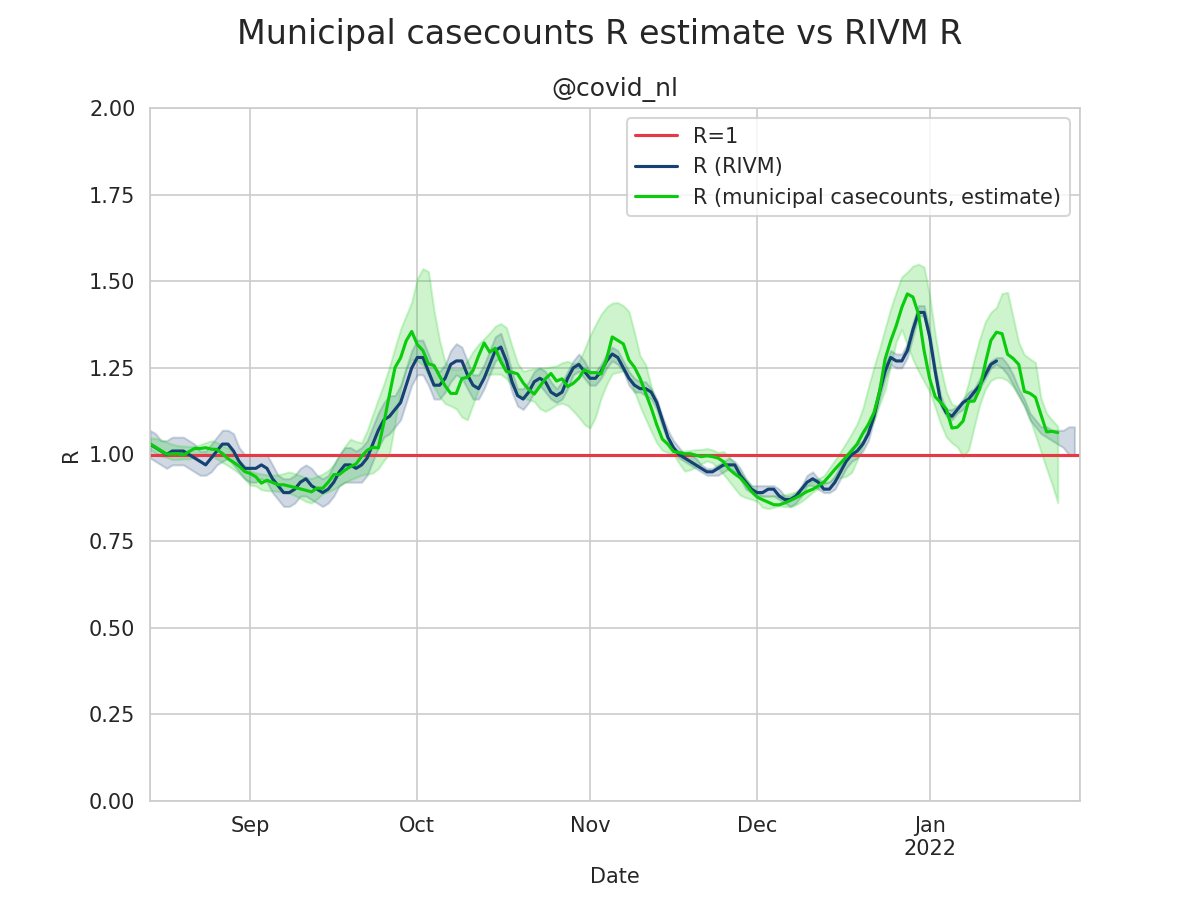 Municipal casecounts R estimate vs RIVM R
@covid_nl
R=1
R (RIVM)
R (municipal casecounts, estimate)
2.00
1.75
1.50
1.25
1.00
0.75
0.50
0.25
0.00
R
Sep Oct Nov Dec Jan
2022
Date